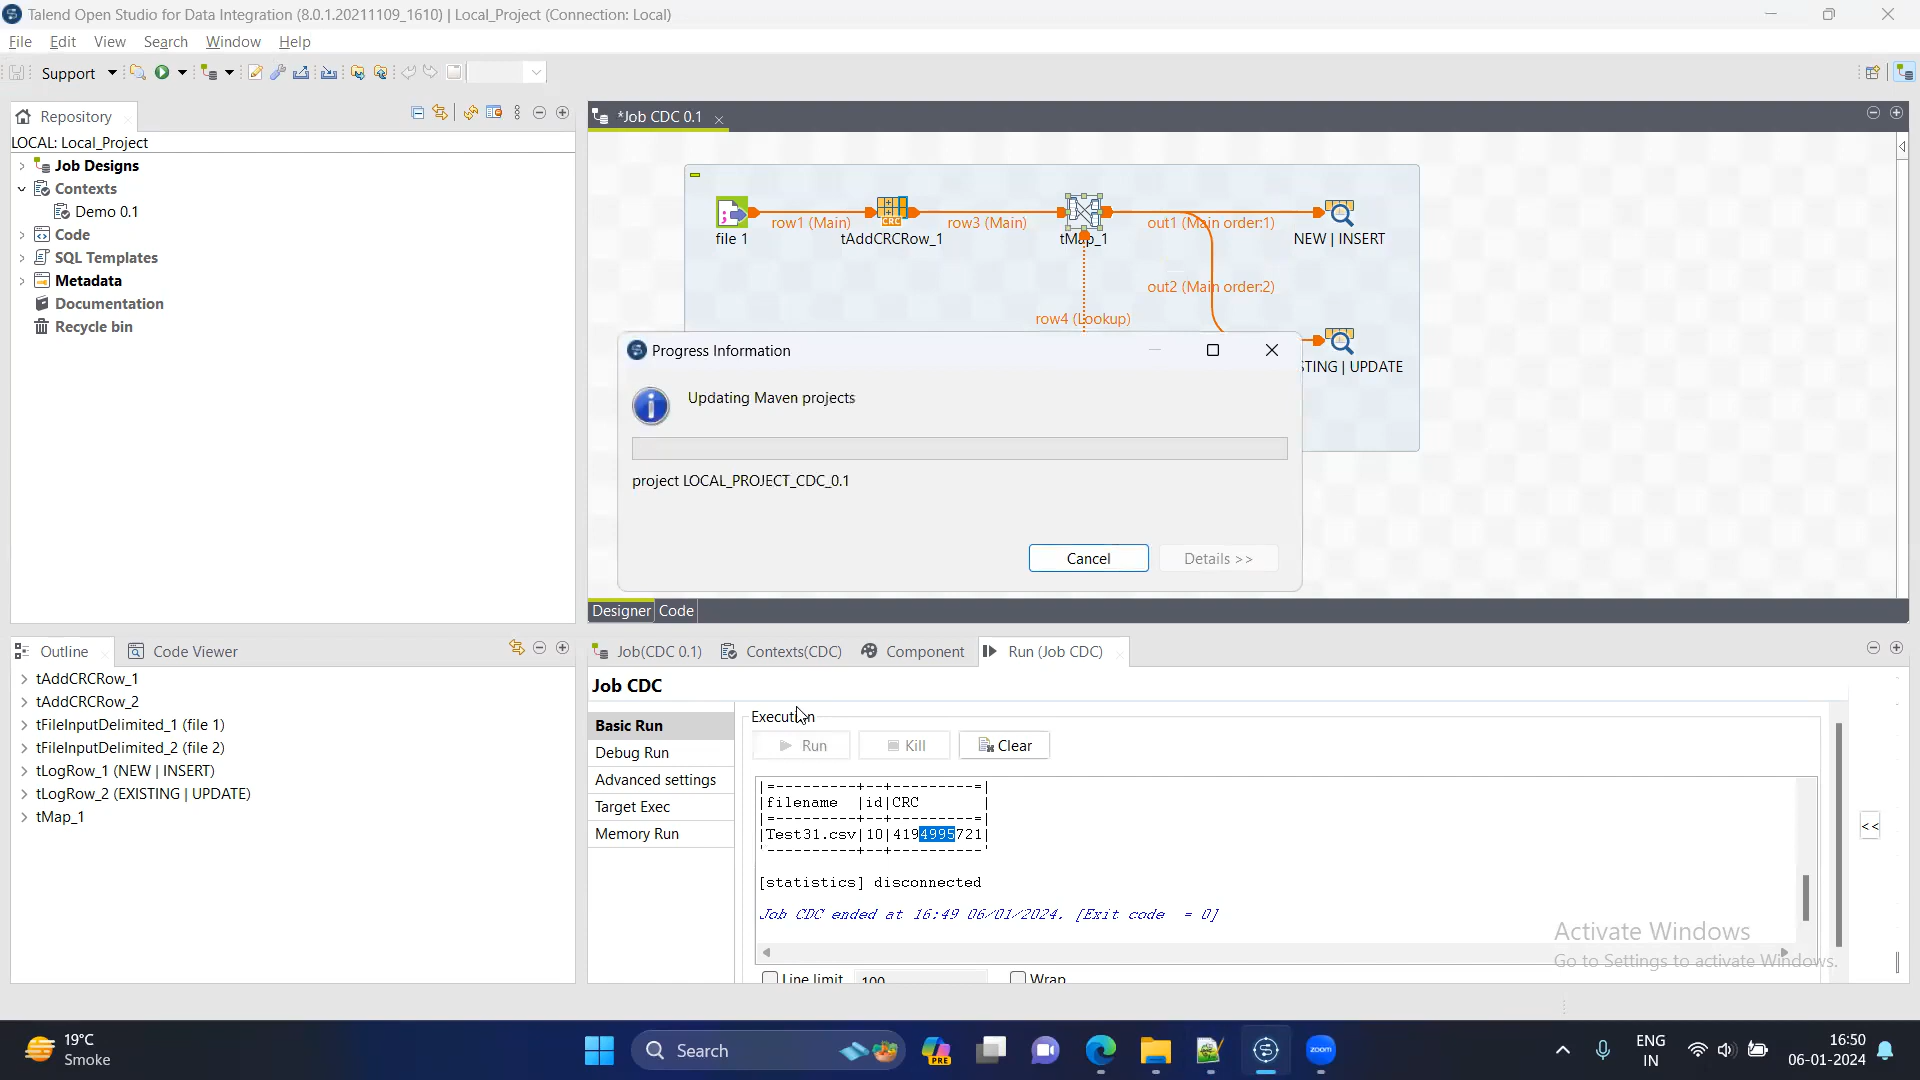 Talend Open Studio for Data Integration (8.0.1.20211109_1610) | Local_Project (Connection: Local)
File Edit View Search Window Help
Support
Repository
LOCAL: Local_Project
Job Designs
Contexts
Demo 0.1
Code
SQL Templates
Metadata
Documentation
Recycle bin
*Job CDC 0.1
row1 (Main) row3 (Main) out1 (Main order:1)
file 1 tAddCRCRow_1 tMap_1 NEW | INSERT
out2 (Main order:2)
row4 (Lookup)
STING | UPDATE
Progress Information
Updating Maven projects
project LOCAL_PROJECT_CDC_0.1
Cancel Details >>
Designer Code
Outline Code Viewer
tAddCRCRow_1
tAddCRCRow_2
tFileInputDelimited_1 (file 1)
tFileInputDelimited_2 (file 2)
tLogRow_1 (NEW | INSERT)
tLogRow_2 (EXISTING | UPDATE)
tMap_1
Job(CDC 0.1) Contexts(CDC) Component Run (Job CDC)
Job CDC
Basic Run
Debug Run
Advanced settings
Target Exec
Memory Run
Execution
Run Kill Clear
|=---------+--+---------=|
|filename |id|CRC |
|=---------+--+---------=|
|Test31.csv|10|4194995721|
'----------+--+----------'
[statistics] disconnected
Job CDC ended at 16:49 06/01/2024. [Exit code = 0]
Line limit 100 Wrap
<<
Activate Windows
Go to Settings to activate Windows.
19°C
Smoke
Search
PRE
zoom
ENG
IN
16:50
06-01-2024